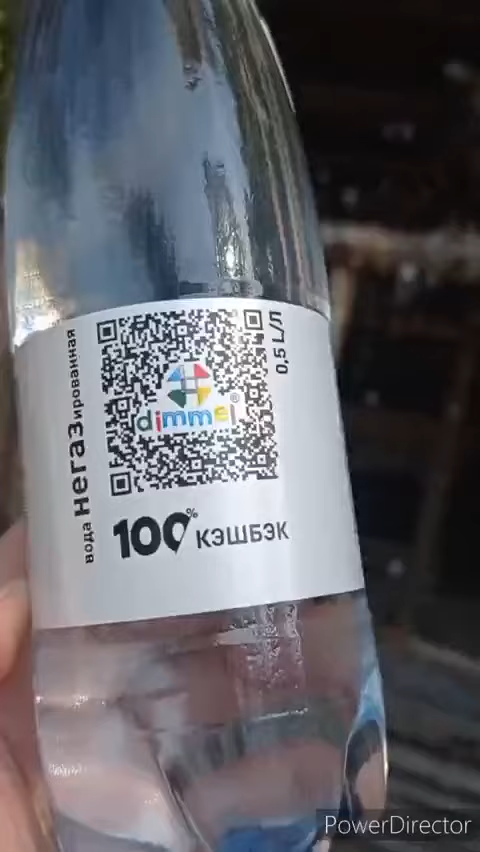 вода негазированная
0,5 L/Л
dimmel®
100% КЭШБЭК
PowerDirector